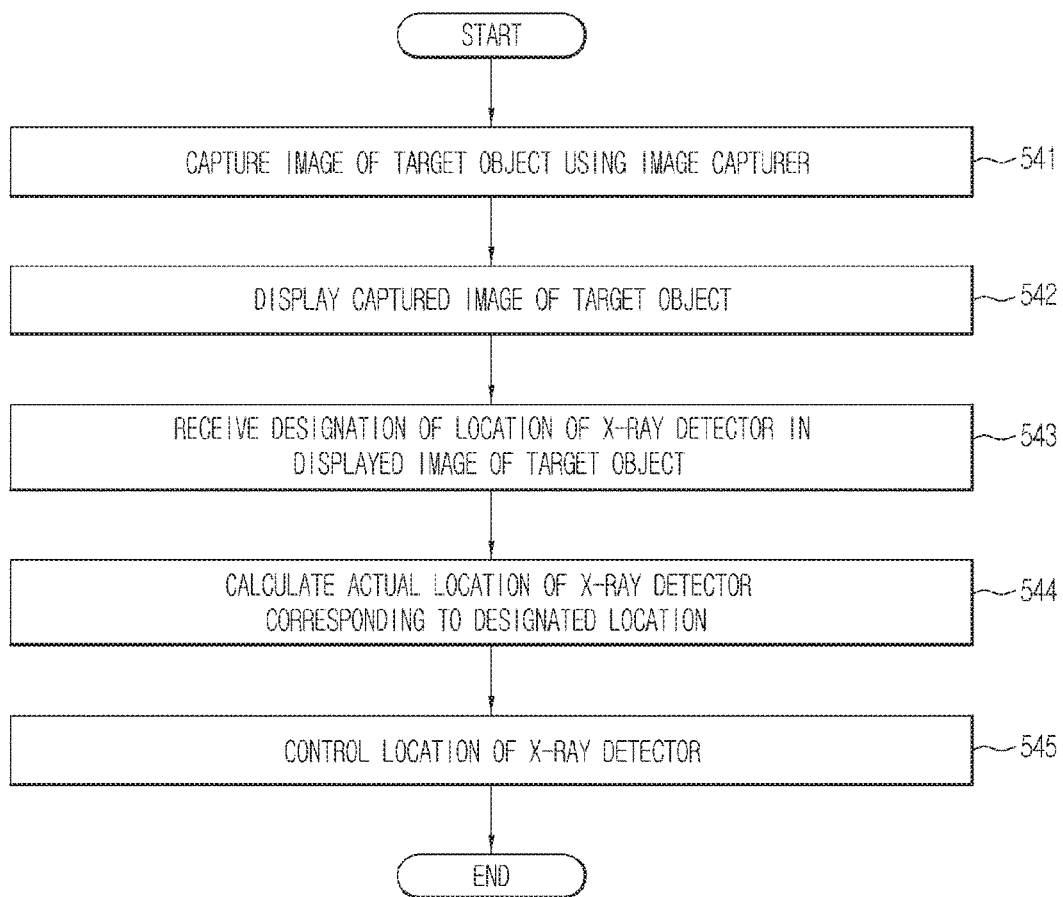 START
CAPTURE IMAGE OF TARGET OBJECT USING IMAGE CAPTURER
541
DISPLAY CAPTURED IMAGE OF TARGET OBJECT
542
RECEIVE DESIGNATION OF LOCATION OF X-RAY DETECTOR IN
DISPLAYED IMAGE OF TARGET OBJECT
543
CALCULATE ACTUAL LOCATION OF X-RAY DETECTOR
CORRESPONDING TO DESIGNATED LOCATION
544
CONTROL LOCATION OF X-RAY DETECTOR
545
END